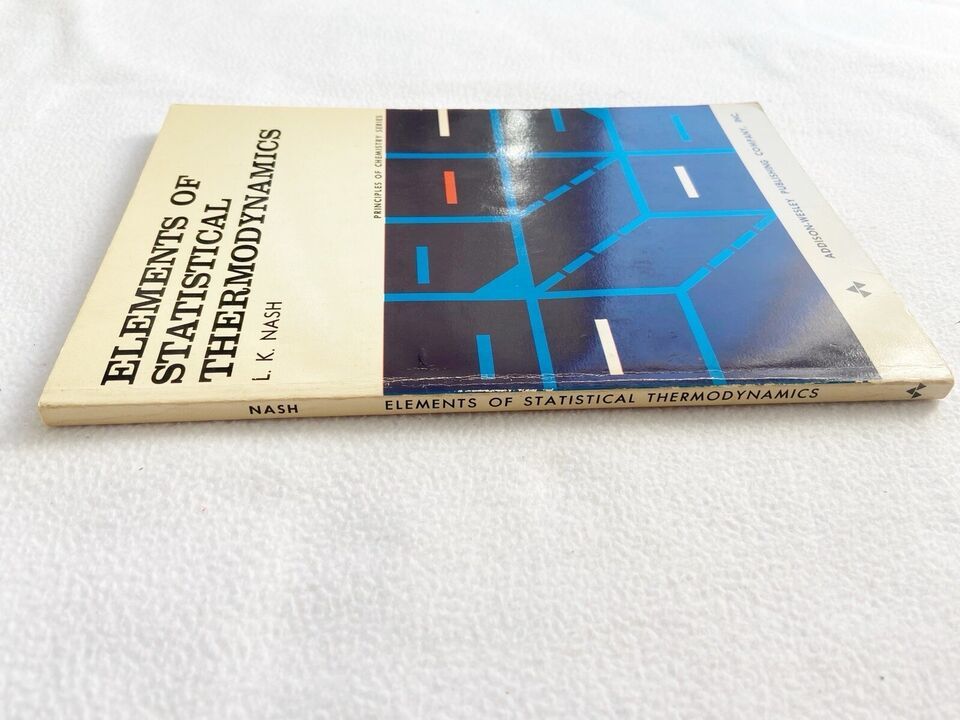 ELEMENTS OF
STATISTICAL
THERMODYNAMICS
L. K. NASH
PRINCIPLES OF CHEMISTRY SERIES
ADDISON-WESLEY PUBLISHING COMPANY, INC.
NASH
ELEMENTS OF STATISTICAL THERMODYNAMICS